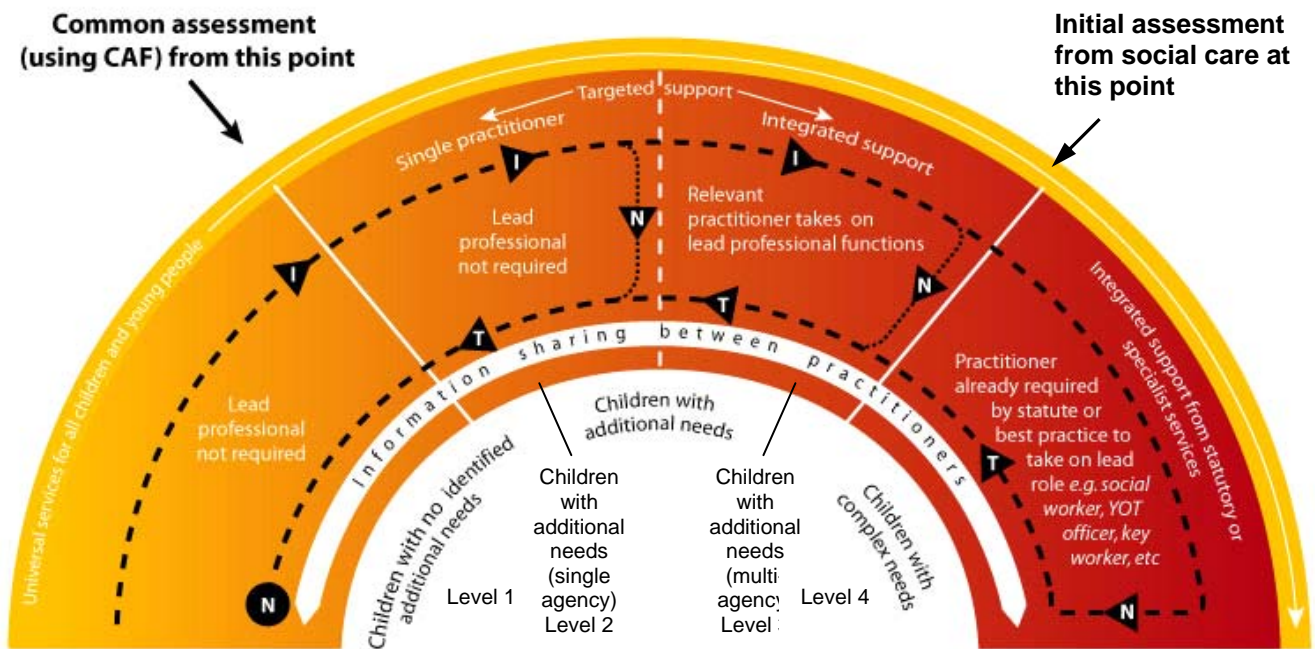 Common assessment
(using CAF) from this point
Initial assessment
from social care at
this point
Targeted support
Single practitioner
Integrated support
I
I
I
N
N
Lead
professional
not required
Relevant
practitioner takes on
lead professional functions
Universal services for all children and young people
Integrated support from statutory or
specialist services
T
T
T
Information sharing between practitioners
Lead
professional
not required
Practitioner
already required
by statute or
best practice to
take on lead
role e.g. social
worker, YOT
officer, key
worker, etc
N
N
Children with no identified
additional needs
Children with
additional needs
Children with
complex needs
Level 1
Children
with
additional
needs
(single
agency)
Level 2
Children
with
additional
needs
(multi-
agency
Level
Level 4